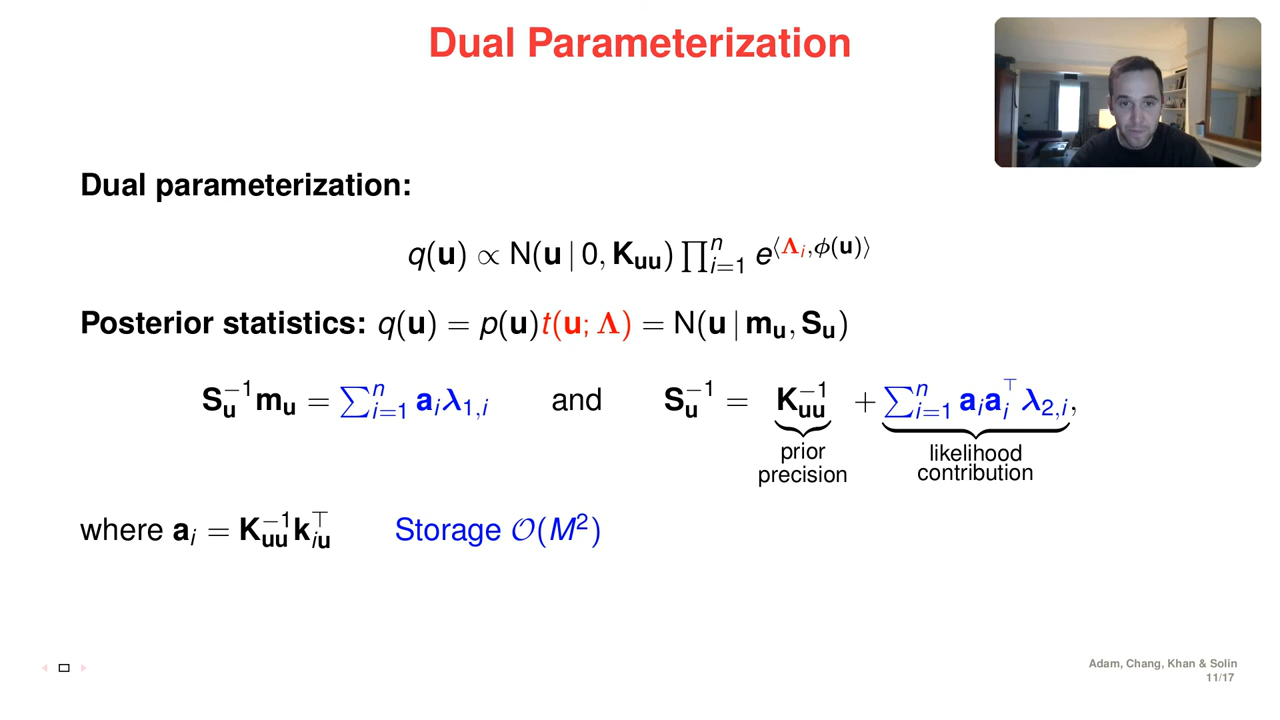 Dual Parameterization
Dual parameterization:
q(u) ∝ N(u | 0, K_uu) ∏_{i=1}^{n} e^{⟨Λ_i, ϕ(u)⟩}
Posterior statistics: q(u) = p(u)t(u; Λ) = N(u | m_u, S_u)
S_u^{−1} m_u = ∑_{i=1}^{n} a_i λ_{1,i} and S_u^{−1} = K_uu^{−1} + ∑_{i=1}^{n} a_i a_i^⊤ λ_{2,i},
prior precision
likelihood contribution
where a_i = K_uu^{−1} k_{iu}^⊤ Storage O(M²)
Adam, Chang, Khan & Solin
11/17